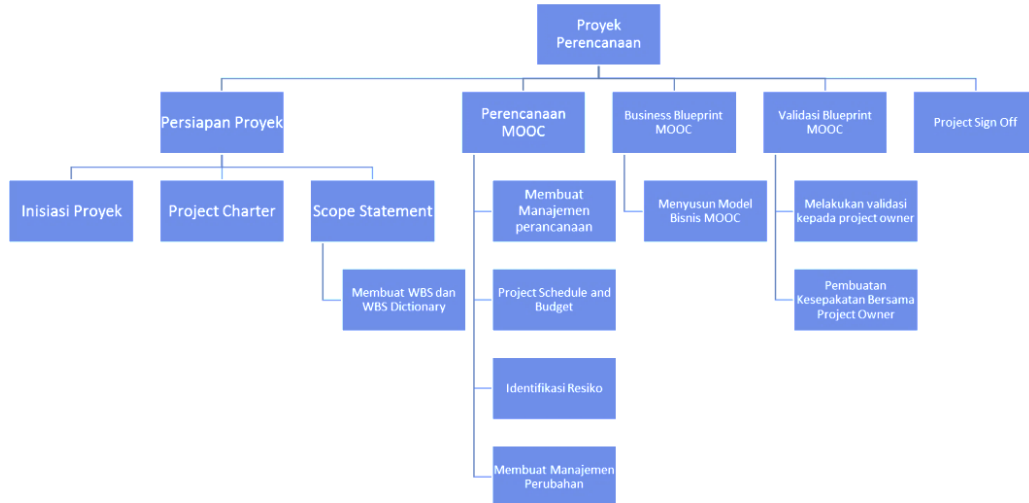 Proyek
Perencanaan
Persiapan Proyek
Perencanaan
MOOC
Business Blueprint
MOOC
Validasi Blueprint
MOOC
Project Sign Off
Inisiasi Proyek
Project Charter
Scope Statement
Membuat
Manajemen
perancanaan
Menyusun Model
Bisnis MOOC
Melakukan validasi
kepada project owner
Membuat WBS dan
WBS Dictionary
Project Schedule and
Budget
Pembuatan
Kesepakatan Bersama
Project Owner
Identifikasi Resiko
Membuat Manajemen
Perubahan